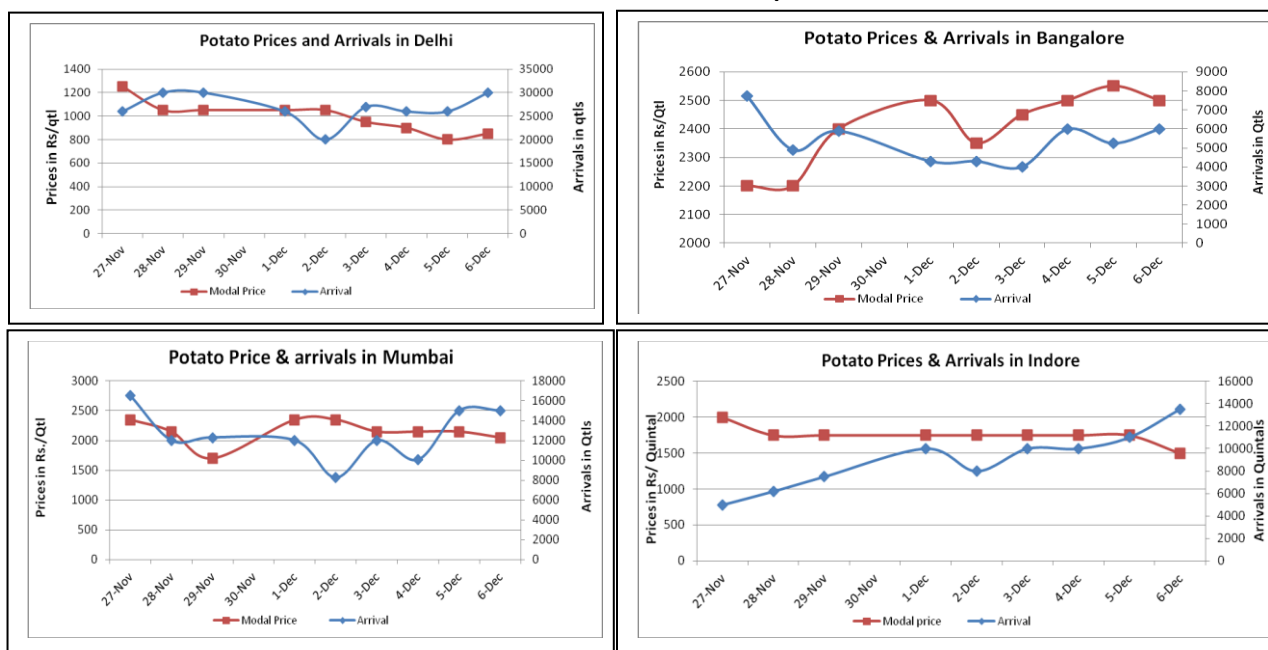 Potato Prices and Arrivals in Delhi
Prices in Rs/qtl
1400
1200
1000
800
600
400
200
0
35000
30000
25000
20000
15000
10000
5000
0
Arrivals in qtls
27-Nov
28-Nov
29-Nov
30-Nov
1-Dec
2-Dec
3-Dec
4-Dec
5-Dec
6-Dec
Modal Price
Arrival
Potato Prices & Arrivals in Bangalore
Prices in Rs/Qtl
2600
2500
2400
2300
2200
2100
2000
9000
8000
7000
6000
5000
4000
3000
2000
1000
0
Arrivals in Qtls
27-Nov
28-Nov
29-Nov
30-Nov
1-Dec
2-Dec
3-Dec
4-Dec
5-Dec
6-Dec
Modal Price
Arrival
Potato Price & arrivals in Mumbai
Prices in Rs./Qtl
3000
2500
2000
1500
1000
500
0
18000
16000
14000
12000
10000
8000
6000
4000
2000
0
Arrivals in Qtls
27-Nov
28-Nov
29-Nov
30-Nov
1-Dec
2-Dec
3-Dec
4-Dec
5-Dec
6-Dec
Modal Price
Arrival
Potato Prices & Arrivals in Indore
Prices in Rs/ Quintal
2500
2000
1500
1000
500
0
16000
14000
12000
10000
8000
6000
4000
2000
0
Arrivals in Quintals
27-Nov
28-Nov
29-Nov
30-Nov
1-Dec
2-Dec
3-Dec
4-Dec
5-Dec
6-Dec
Modal price
Arrival